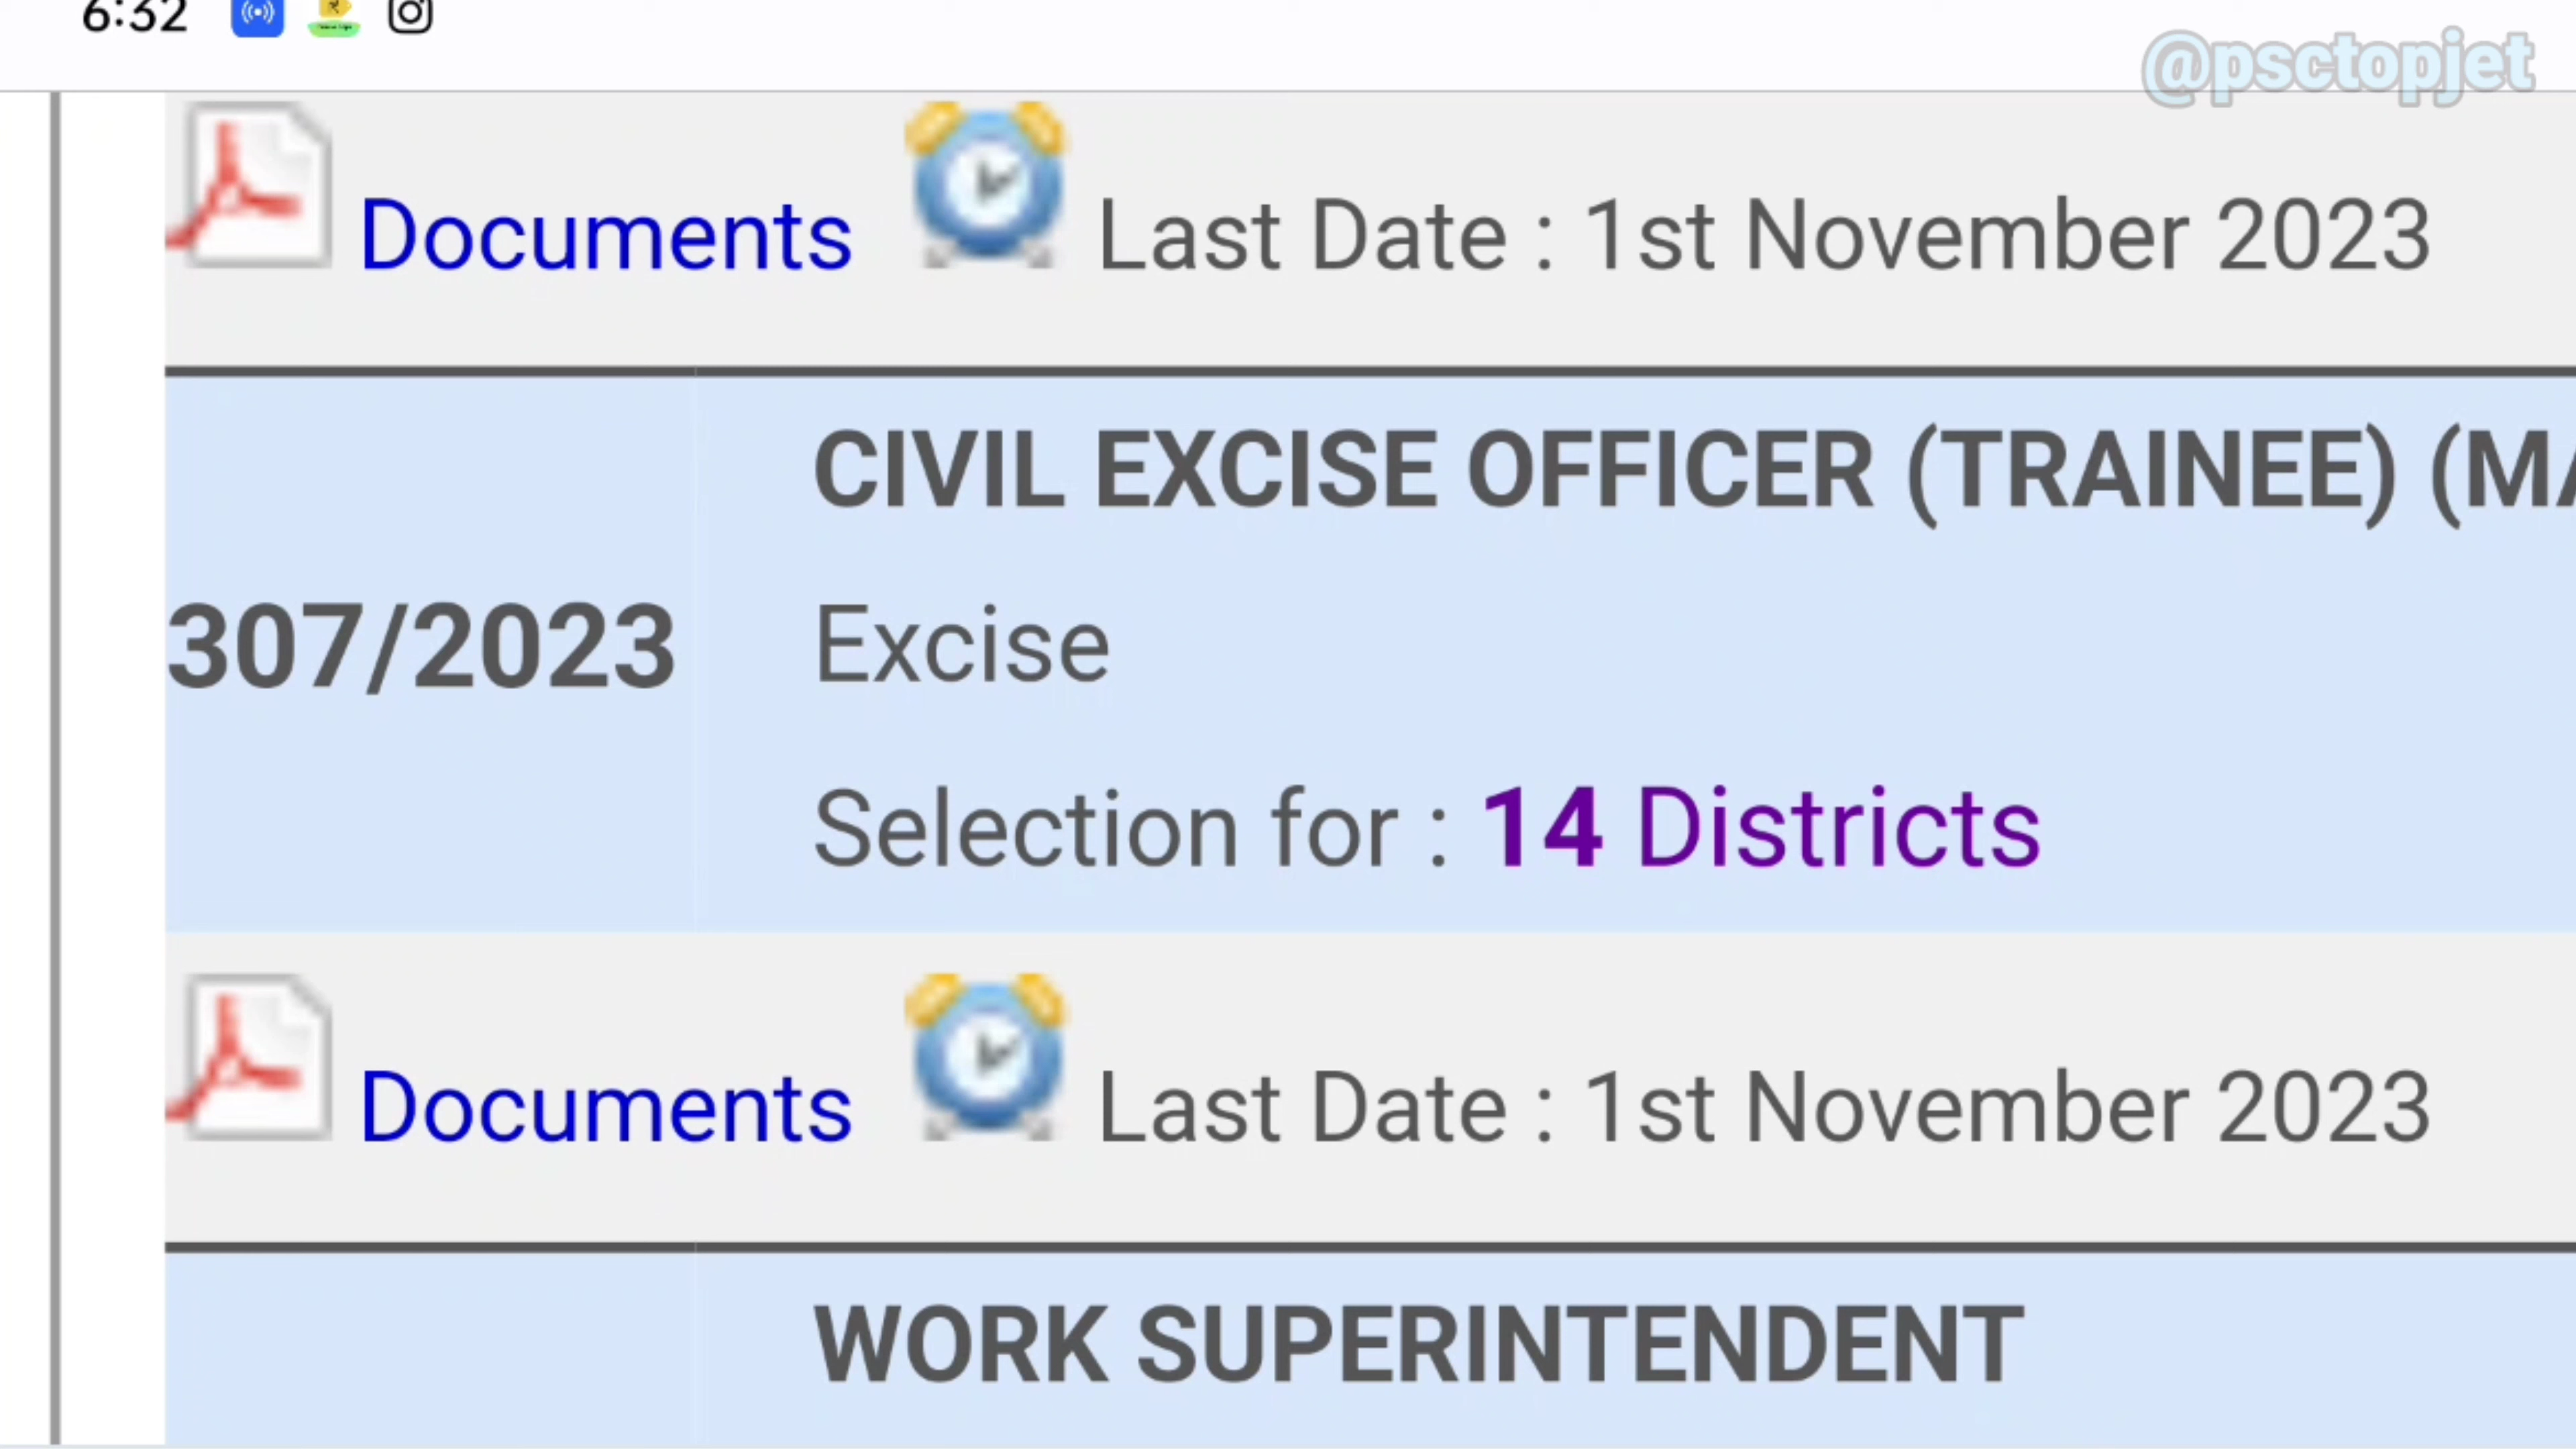 6:32
@psctopjet
Documents Last Date : 1st November 2023
CIVIL EXCISE OFFICER (TRAINEE) (MA
307/2023 Excise
Selection for : 14 Districts
Documents Last Date : 1st November 2023
WORK SUPERINTENDENT